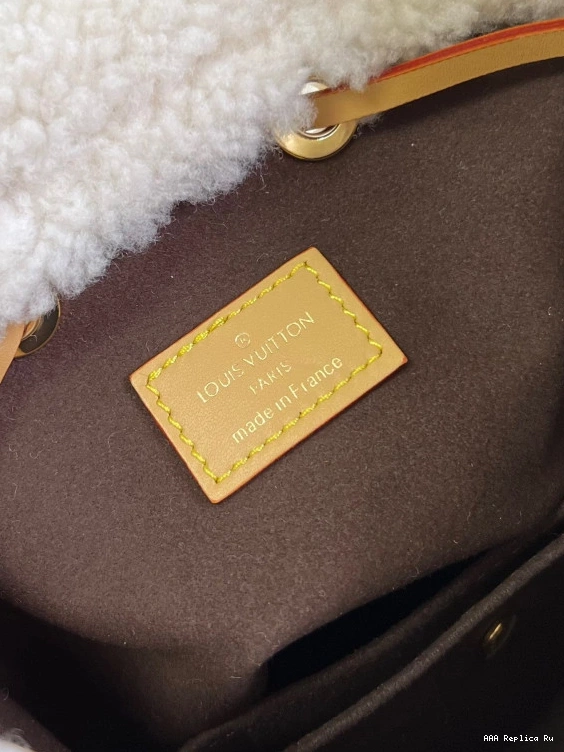 ®
LOUIS VUITTON
PARIS
made in France
AAA Replica Ru